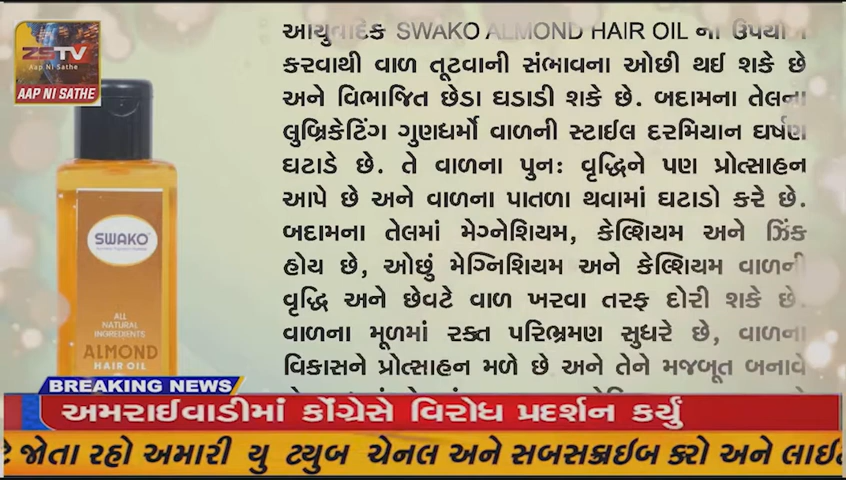 ZSTV
Aap Ni Sathe
AAP NI SATHE
આયુર્વેદિક SWAKO ALMOND HAIR OIL ના ઉપયોગ
કરવાથી વાળ તૂટવાની સંભાવના ઓછી થઈ શકે છે
અને વિભાજિત છેડા ઘડાડી શકે છે. બદામના તેલના
લુબ્રિકેટિંગ ગુણધર્મો વાળની સ્ટાઈલ દરમિયાન ઘર્ષણ
ઘટાડે છે. તે વાળના પુનઃ વૃદ્ધિને પણ પ્રોત્સાહન
આપે છે અને વાળના પાતળા થવામાં ઘટાડો કરે છે.
બદામના તેલમાં મેગ્નેશિયમ, કેલ્શિયમ અને ઝિંક
હોય છે, ઓછું મેગ્નિશિયમ અને કેલ્શિયમ વાળની
વૃદ્ધિ અને છેવટે વાળ ખરવા તરફ દોરી શકે છે.
વાળના મૂળમાં રક્ત પરિભ્રમણ સુધરે છે, વાળના
વિકાસને પ્રોત્સાહન મળે છે અને તેને મજબૂત બનાવે
SWAKO
ALL
NATURAL
INGREDIENTS
ALMOND
HAIR OIL
BREAKING NEWS
અમરાઈવાડીમાં કોંગ્રેસે વિરોધ પ્રદર્શન કર્યું
જોતા રહો અમારી યુ ટ્યુબ ચેનલ અને સબસક્રાઇબ કરો અને લાઈ